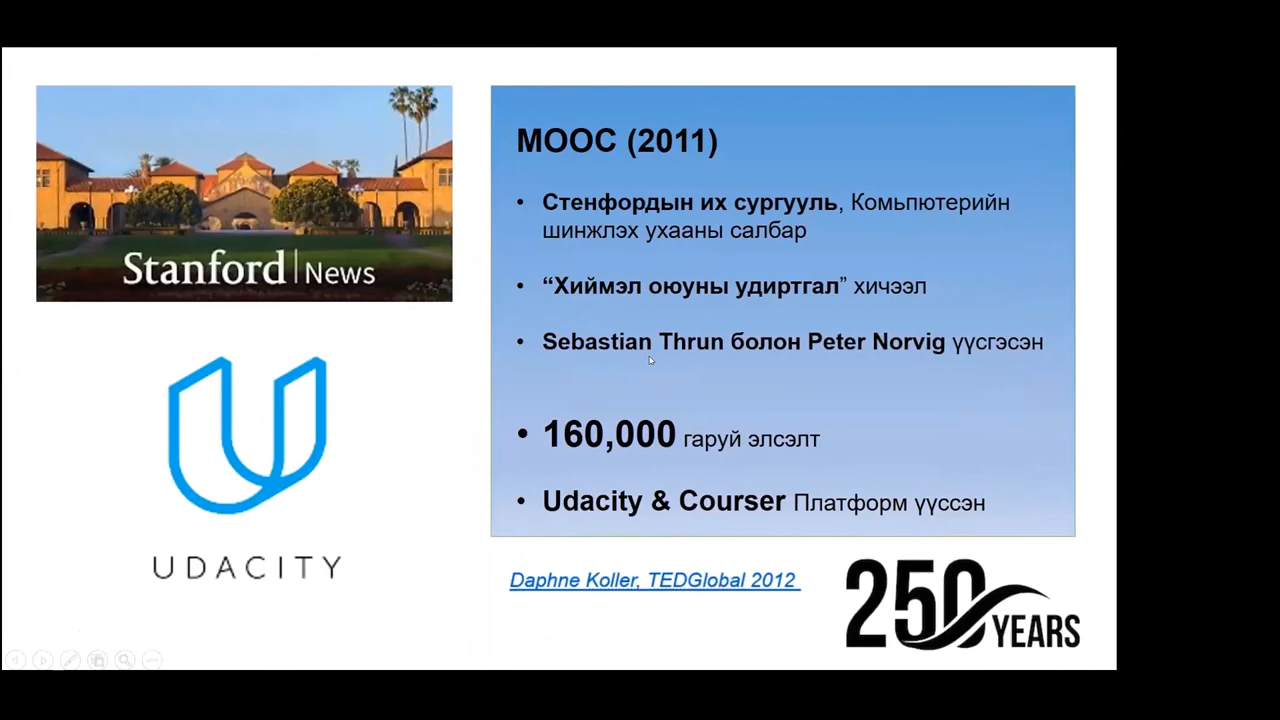 Stanford | News
UDACITY
MOOC (2011)
• Стенфордын их сургууль, Комьпютерийн
шинжлэх ухааны салбар
• “Хиймэл оюуны удиртгал” хичээл
• Sebastian Thrun болон Peter Norvig үүсгэсэн
• 160,000 гаруй элсэлт
• Udacity & Courser Платформ үүссэн
Daphne Koller, TEDGlobal 2012
250 YEARS